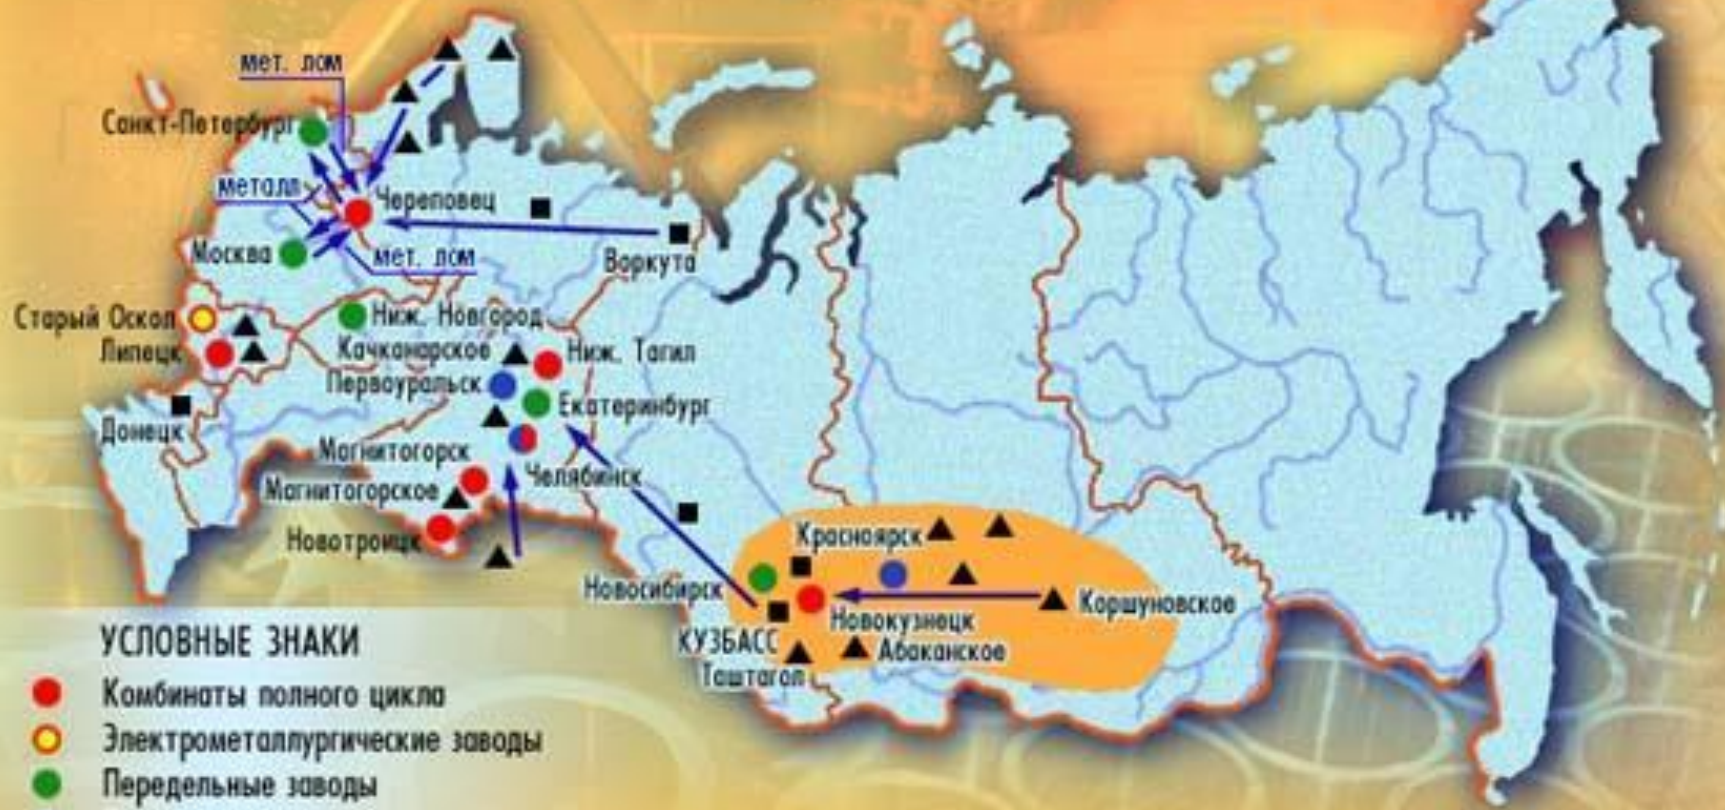 мет. лом
Санкт-Петербург
металл
Череповец
Москва
мет. лом
Воркута
Старый Оскол
Ниж. Новгород
Липецк
Качканарское
Ниж. Тагил
Первоуральск
Екатеринбург
Донецк
Магнитогорск
Челябинск
Магнитогорское
Новотроицк
Красноярск
Новосибирск
Коршуновское
Новокузнецк
КУЗБАСС
Абаканское
Таштагол
УСЛОВНЫЕ ЗНАКИ
Комбинаты полного цикла
Электрометаллургические заводы
Передельные заводы